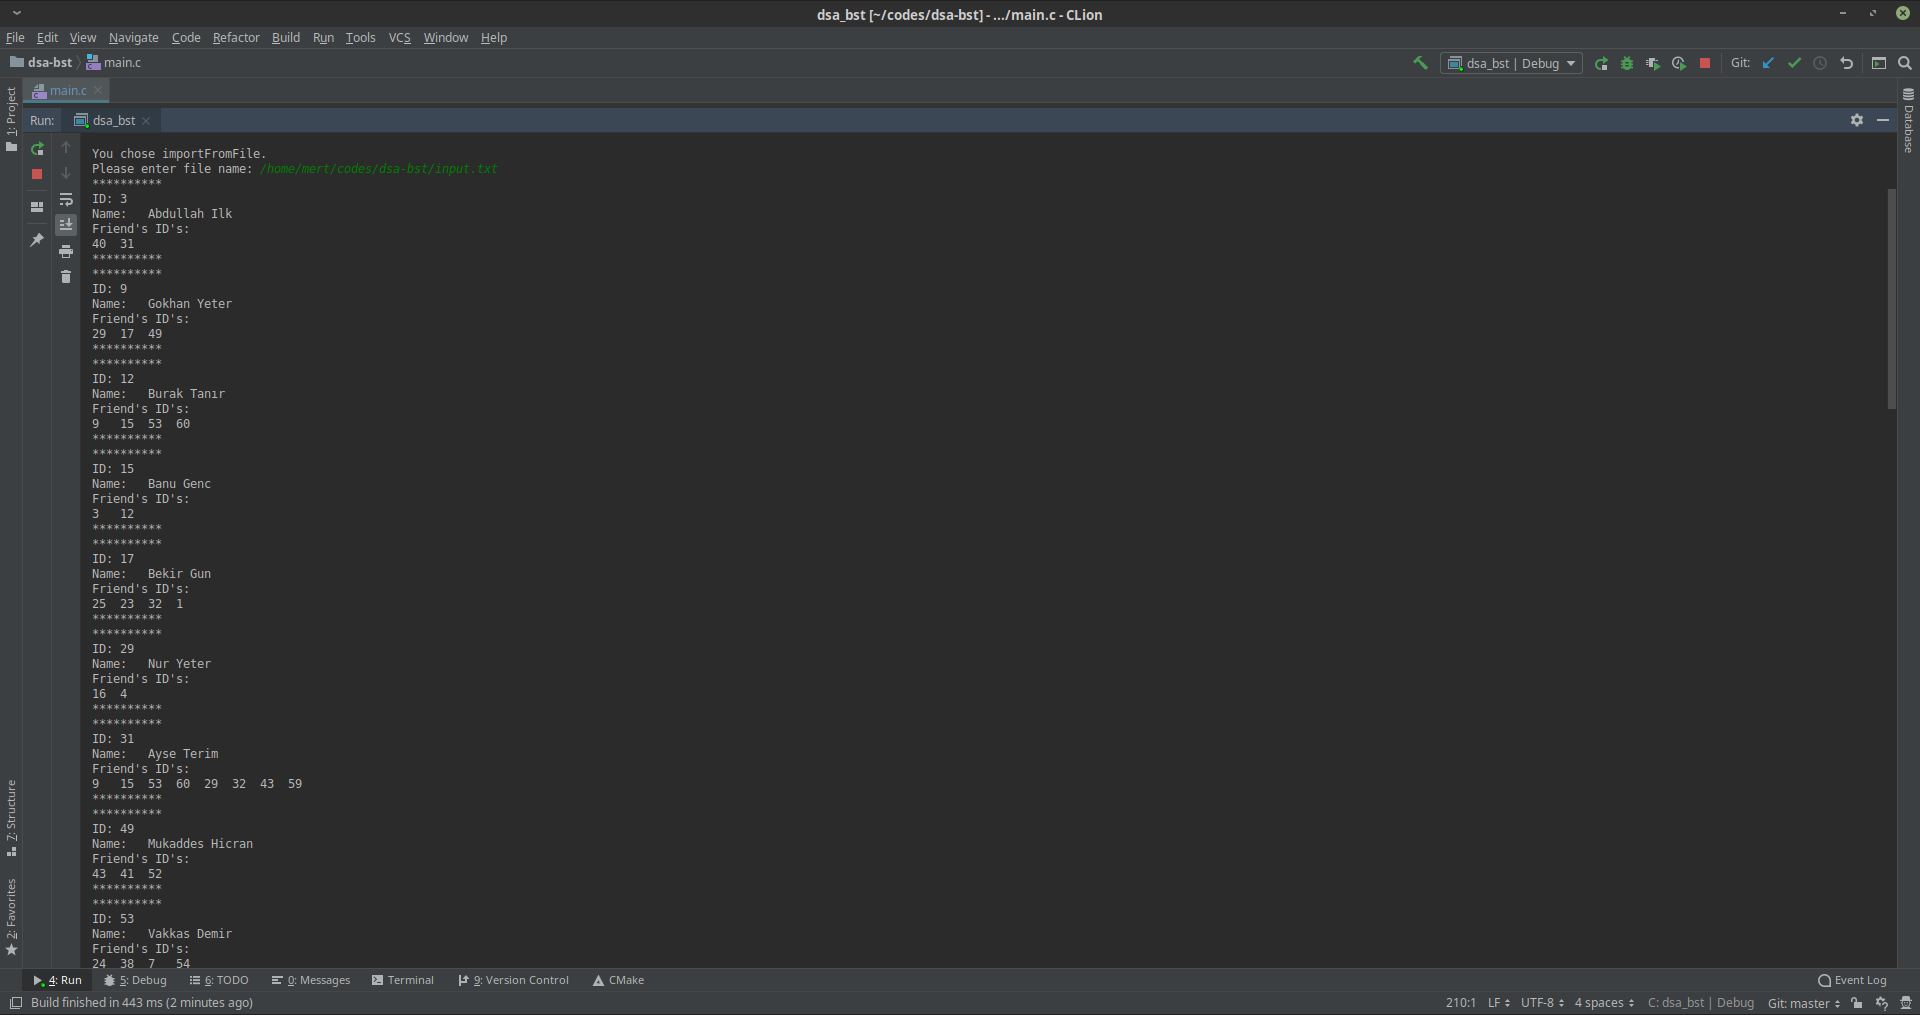 dsa_bst [~/codes/dsa-bst] - .../main.c - CLion
File Edit View Navigate Code Refactor Build Run Tools VCS Window Help
dsa-bst main.c dsa_bst | Debug Git:
main.c
1: Project
Database
Run: dsa_bst
You chose importFromFile.
Please enter file name: /home/mert/codes/dsa-bst/input.txt
**********
ID: 3
Name:   Abdullah Ilk
Friend's ID's:
40  31
**********
**********
ID: 9
Name:   Gokhan Yeter
Friend's ID's:
29  17  49
**********
**********
ID: 12
Name:   Burak Tanır
Friend's ID's:
9   15  53  60
**********
**********
ID: 15
Name:   Banu Genc
Friend's ID's:
3   12
**********
**********
ID: 17
Name:   Bekir Gun
Friend's ID's:
25  23  32  1
**********
**********
ID: 29
Name:   Nur Yeter
Friend's ID's:
16  4
**********
**********
ID: 31
Name:   Ayse Terim
Friend's ID's:
9   15  53  60  29  32  43  59
**********
**********
ID: 49
Name:   Mukaddes Hicran
Friend's ID's:
43  41  52
**********
**********
ID: 53
Name:   Vakkas Demir
Friend's ID's:
24  38  7   54
7: Structure
2: Favorites
4: Run 5: Debug 6: TODO 0: Messages Terminal 9: Version Control CMake Event Log
Build finished in 443 ms (2 minutes ago) 210:1 LF UTF-8 4 spaces C: dsa_bst | Debug Git: master